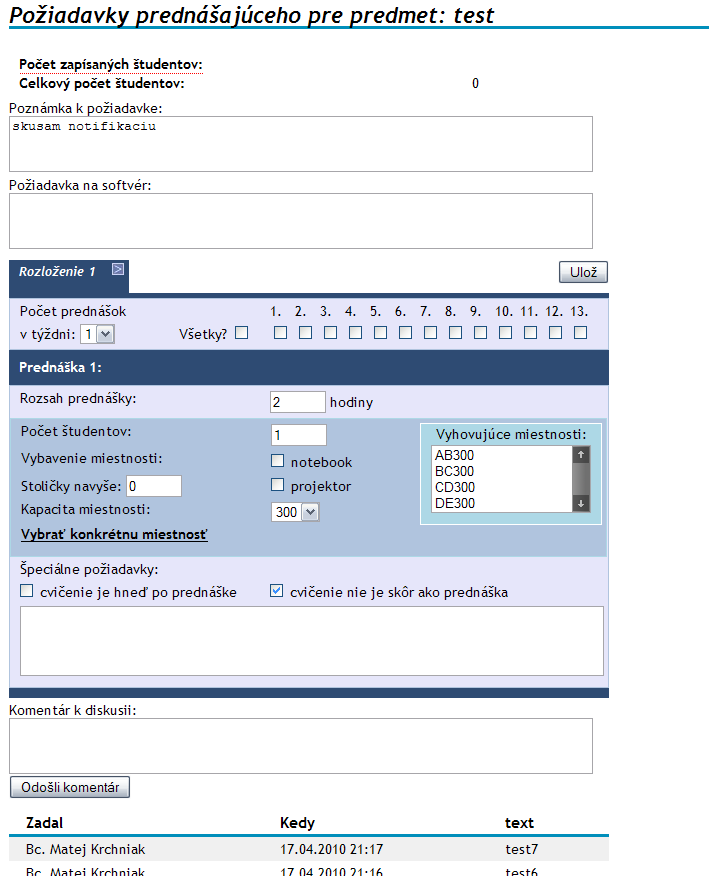 Požiadavky prednášajúceho pre predmet: test
Počet zapísaných študentov:
Celkový počet študentov: 0
Poznámka k požiadavke:
skusam notifikaciu
Požiadavka na softvér:
Rozloženie 1 >
Ulož
Počet prednášok 1. 2. 3. 4. 5. 6. 7. 8. 9. 10. 11. 12. 13.
v týždni: 1 Všetky?
Prednáška 1:
Rozsah prednášky: 2 hodiny
Počet študentov: 1
Vybavenie miestnosti: notebook
Stoličky navyše: 0 projektor
Kapacita miestnosti: 300
Vybrať konkrétnu miestnosť
Vyhovujúce miestnosti:
AB300
BC300
CD300
DE300
Špeciálne požiadavky:
cvičenie je hneď po prednáške cvičenie nie je skôr ako prednáška
Komentár k diskusii:
Odošli komentár
Zadal Kedy text
Bc. Matej Krchniak 17.04.2010 21:17 test7
Bc. Matej Krchniak 17.04.2010 21:16 test6